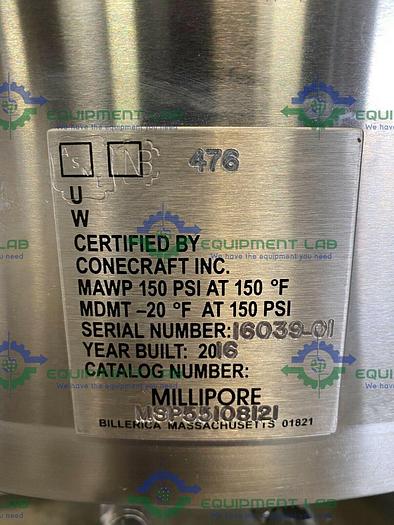 EQUIPMENT LAB
We have the equipment you need
NB
476
U
W
CERTIFIED BY
CONECRAFT INC.
MAWP 150 PSI AT 150 °F
MDMT –20 °F AT 150 PSI
SERIAL NUMBER: 16039-01
YEAR BUILT: 2016
CATALOG NUMBER:
MILLIPORE
MSP55108121
BILLERICA MASSACHUSETTS 01821